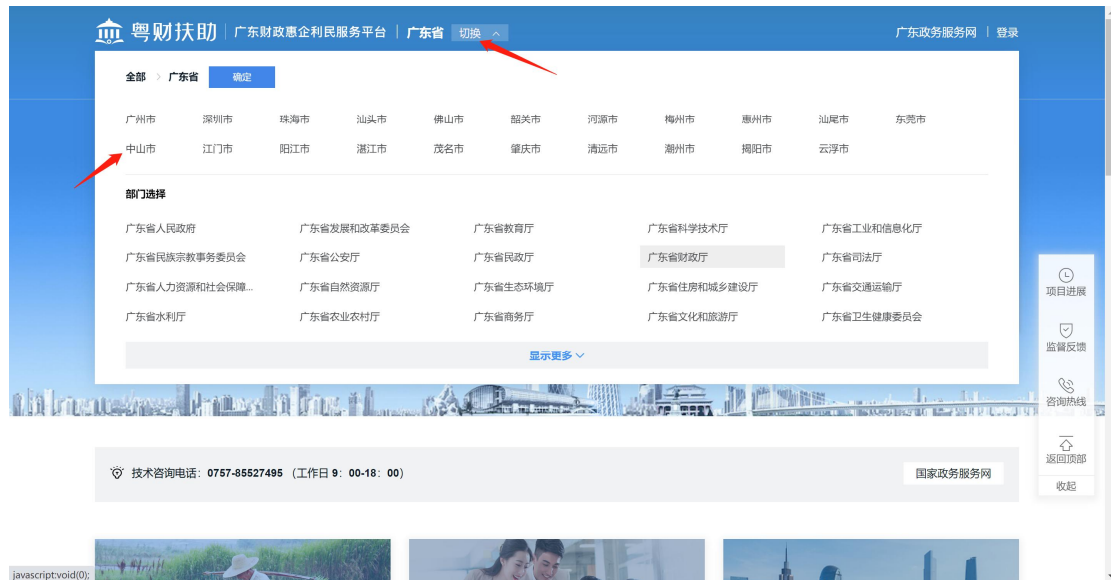 粤财扶助 广东财政惠企利民服务平台 广东省 切换 广东政务服务网 登录
全部 > 广东省 确定
广州市 深圳市 珠海市 汕头市 佛山市 韶关市 河源市 梅州市 惠州市 汕尾市 东莞市
中山市 江门市 阳江市 湛江市 茂名市 肇庆市 清远市 潮州市 揭阳市 云浮市
部门选择
广东省人民政府 广东省发展和改革委员会 广东省教育厅 广东省科学技术厅 广东省工业和信息化厅
广东省民族宗教事务委员会 广东省公安厅 广东省民政厅 广东省财政厅 广东省司法厅
广东省人力资源和社会保障... 广东省自然资源厅 广东省生态环境厅 广东省住房和城乡建设厅 广东省交通运输厅
广东省水利厅 广东省农业农村厅 广东省商务厅 广东省文化和旅游厅 广东省卫生健康委员会
显示更多
项目进展
监督反馈
咨询热线
返回顶部
收起
技术咨询电话：0757-85527495 （工作日 9：00-18：00） 国家政务服务网
javascript:void(0);